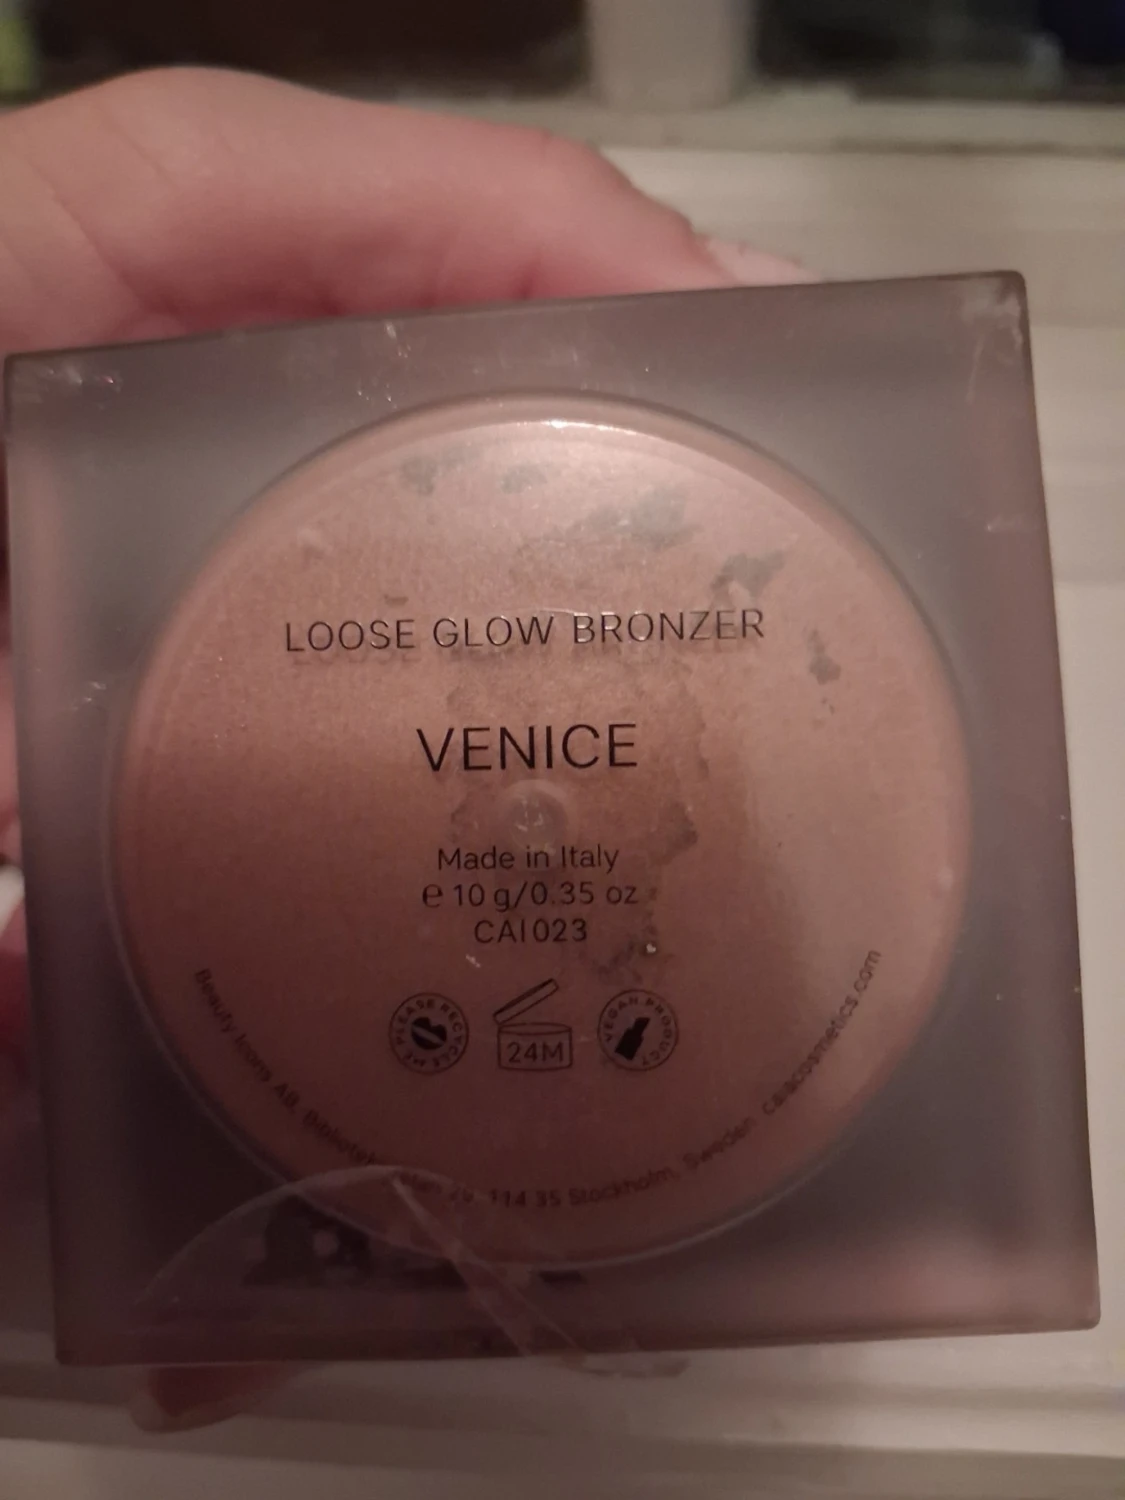 LOOSE GLOW BRONZER
VENICE
Made in Italy
℮ 10 g/0.35 oz
CAI023
PLEASE RECYCLE ME
24M
VEGAN PRODUCT
Beauty Icons AB, 114 35 Stockholm, Sweden caiacosmetics.com